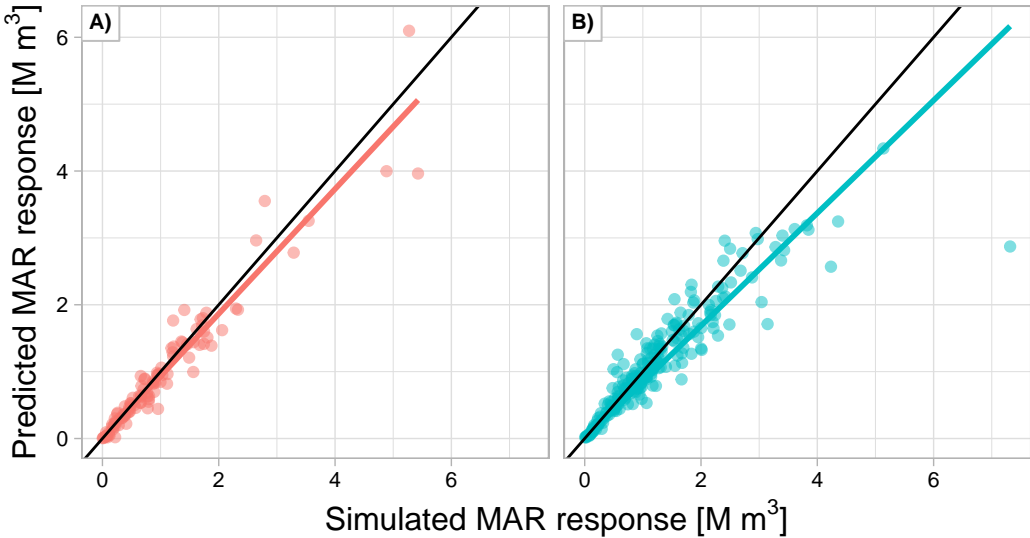 A)
B)
Predicted MAR response [M m³]
6
4
2
0
0 2 4 6
0 2 4 6
Simulated MAR response [M m³]